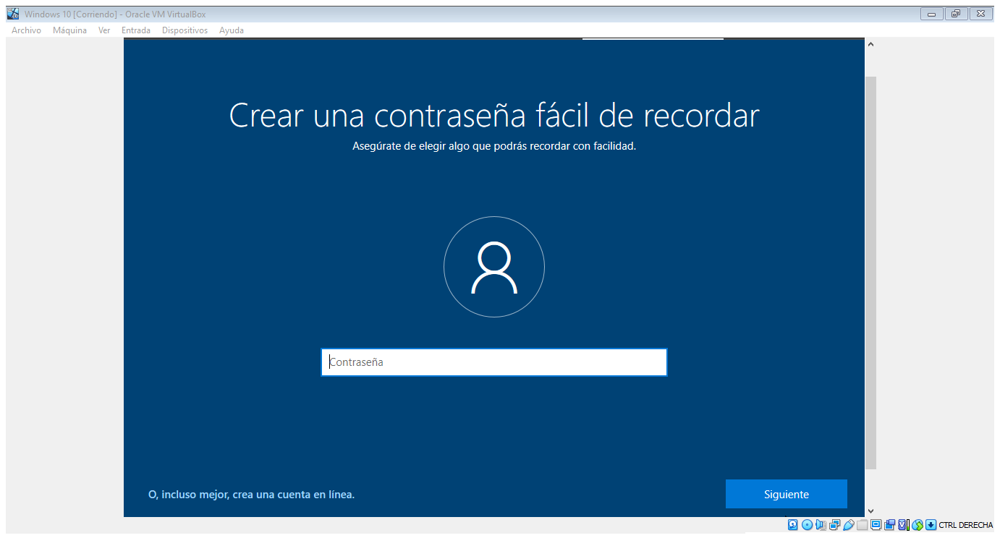 Windows 10 [Corriendo] - Oracle VM VirtualBox
Archivo Máquina Ver Entrada Dispositivos Ayuda
Crear una contraseña fácil de recordar
Asegúrate de elegir algo que podrás recordar con facilidad.
Contraseña
O, incluso mejor, crea una cuenta en línea.
Siguiente
CTRL DERECHA